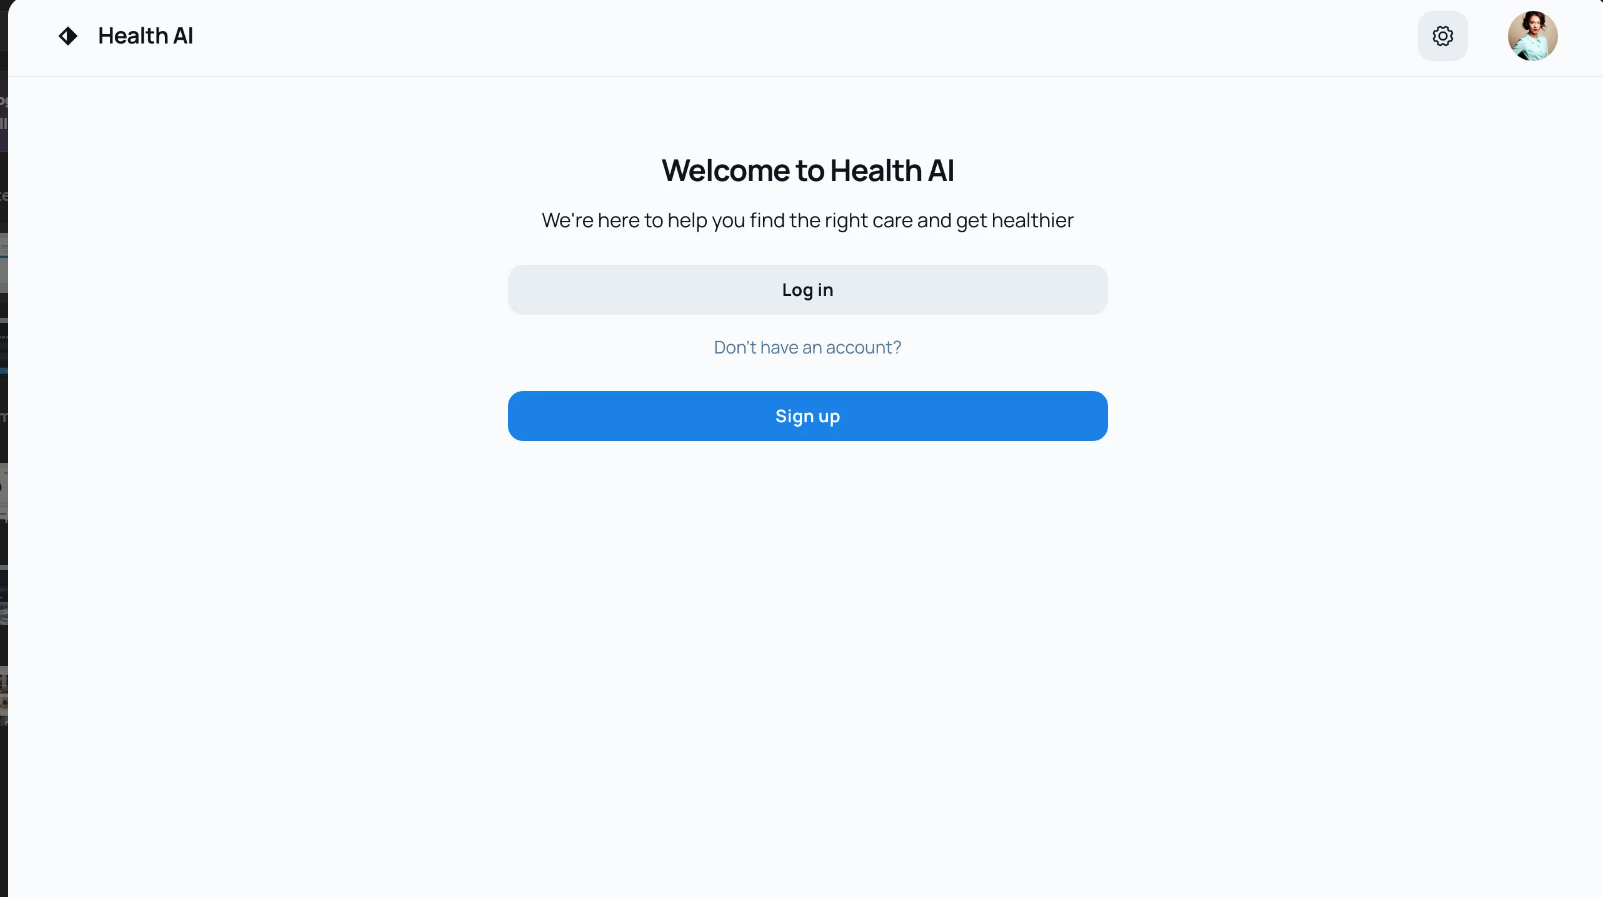 Health AI
Welcome to Health AI
We're here to help you find the right care and get healthier
Log in
Don't have an account?
Sign up